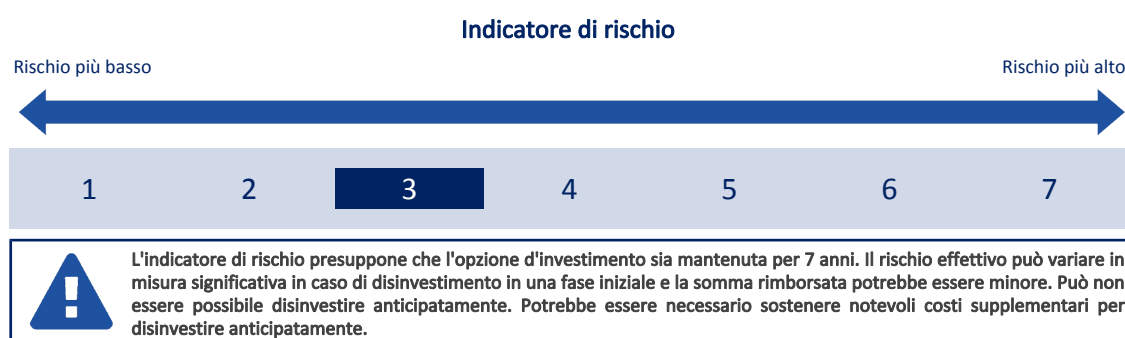 Indicatore di rischio
Rischio più basso
Rischio più alto
1 2 3 4 5 6 7
L'indicatore di rischio presuppone che l'opzione d'investimento sia mantenuta per 7 anni. Il rischio effettivo può variare in
misura significativa in caso di disinvestimento in una fase iniziale e la somma rimborsata potrebbe essere minore. Può non
essere possibile disinvestire anticipatamente. Potrebbe essere necessario sostenere notevoli costi supplementari per
disinvestire anticipatamente.